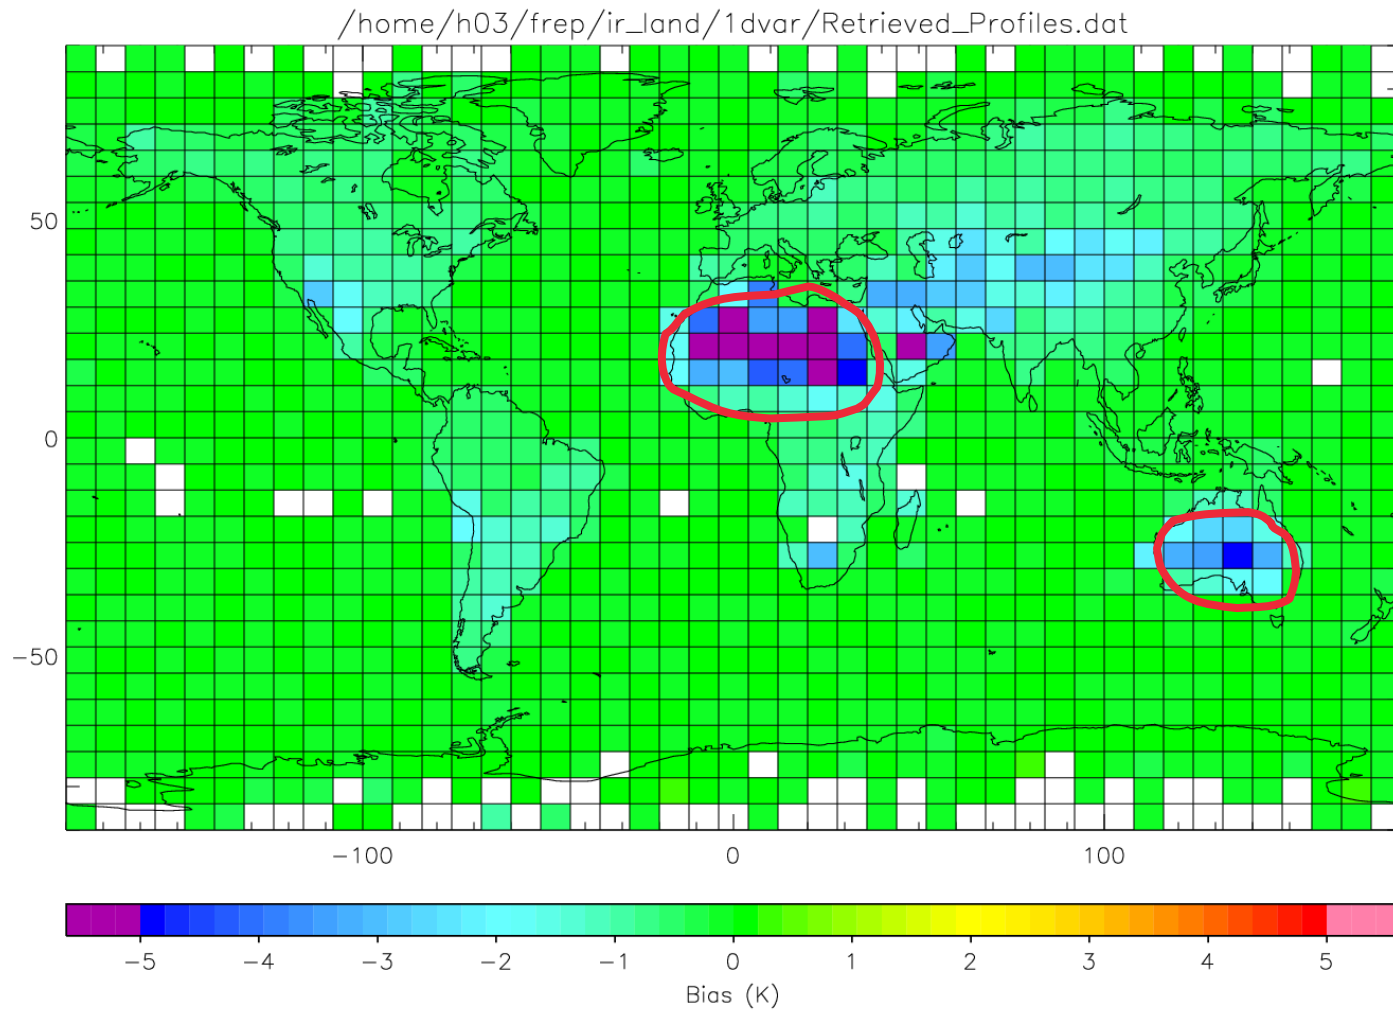 /home/h03/frep/ir_land/1dvar/Retrieved_Profiles.dat
50
0
-50
-100 0 100
-5 -4 -3 -2 -1 0 1 2 3 4 5
Bias (K)